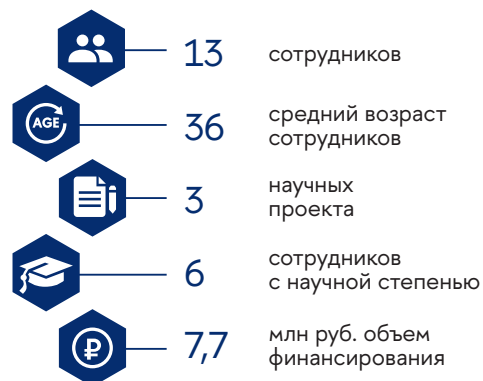 13 сотрудников
AGE
36 средний возраст
сотрудников
3 научных
проекта
6 сотрудников
с научной степенью
₽
7,7 млн руб. объем
финансирования